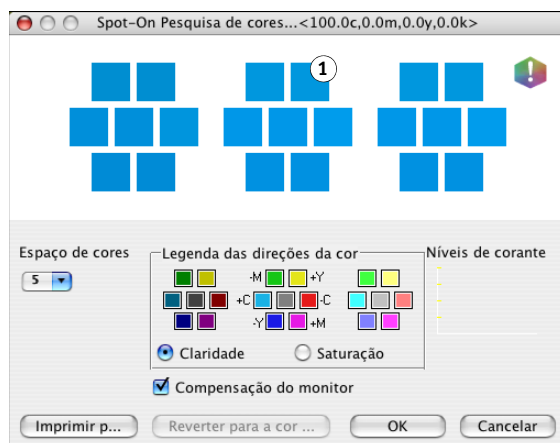 Spot-On Pesquisa de cores...<100.0c,0.0m,0.0y,0.0k>
1
Espaço de cores
5
Legenda das direções da cor
-M +Y
+C -C
-Y +M
Claridade
Saturação
Níveis de corante
Compensação do monitor
Imprimir p...
Reverter para a cor ...
OK
Cancelar